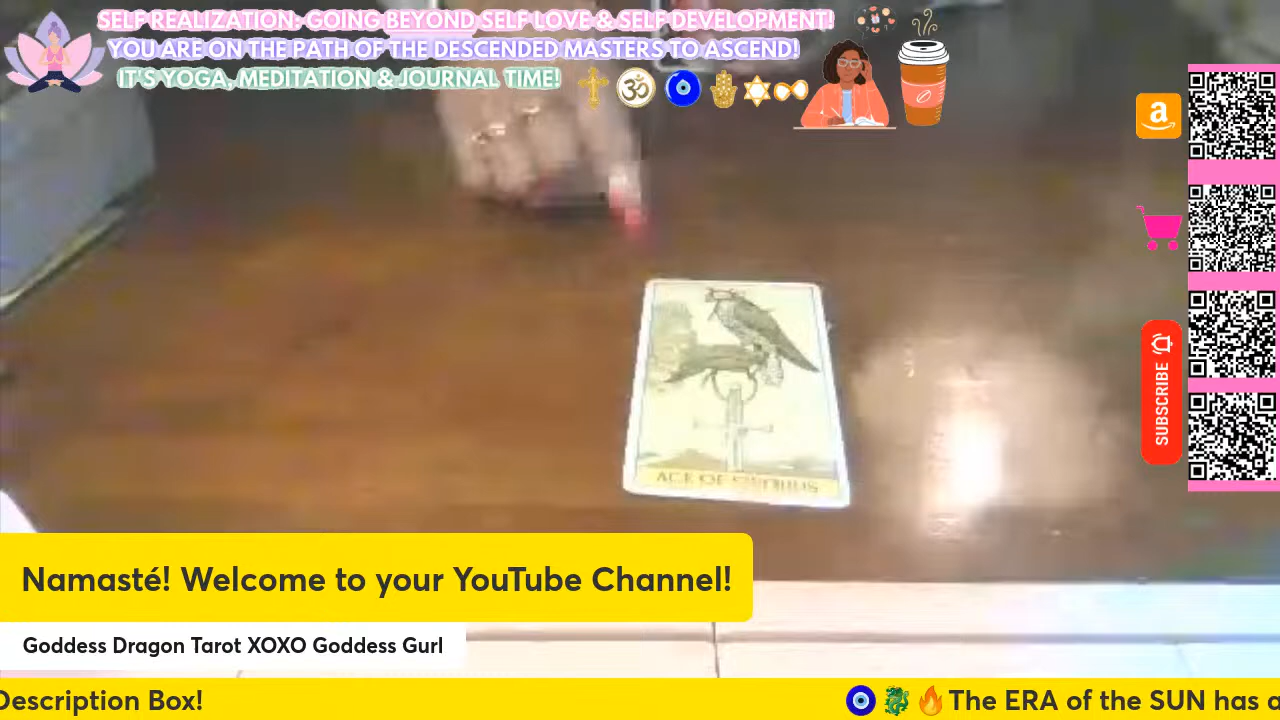 SELF REALIZATION: GOING BEYOND SELF LOVE & SELF DEVELOPMENT!
YOU ARE ON THE PATH OF THE DESCENDED MASTERS TO ASCEND!
IT'S YOGA, MEDITATION & JOURNAL TIME!
a
SUBSCRIBE
ACE OF
Namasté! Welcome to your YouTube Channel!
Goddess Dragon Tarot XOXO Goddess Gurl
Description Box!
The ERA of the SUN has a